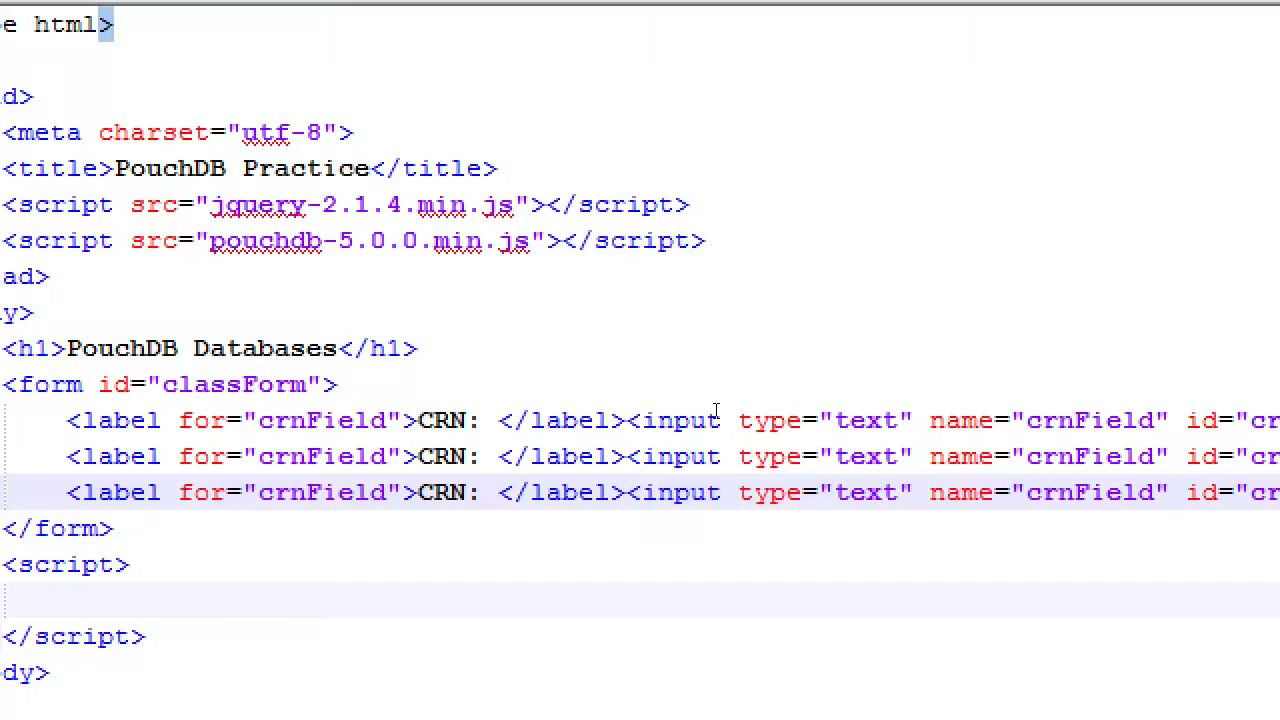 e html>
d>
<meta charset="utf-8">
<title>PouchDB Practice</title>
<script src="jquery-2.1.4.min.js"></script>
<script src="pouchdb-5.0.0.min.js"></script>
ad>
y>
<h1>PouchDB Databases</h1>
<form id="classForm">
<label for="crnField">CRN: </label><input type="text" name="crnField" id="cr
<label for="crnField">CRN: </label><input type="text" name="crnField" id="cr
<label for="crnField">CRN: </label><input type="text" name="crnField" id="cr
</form>
<script>
</script>
dy>